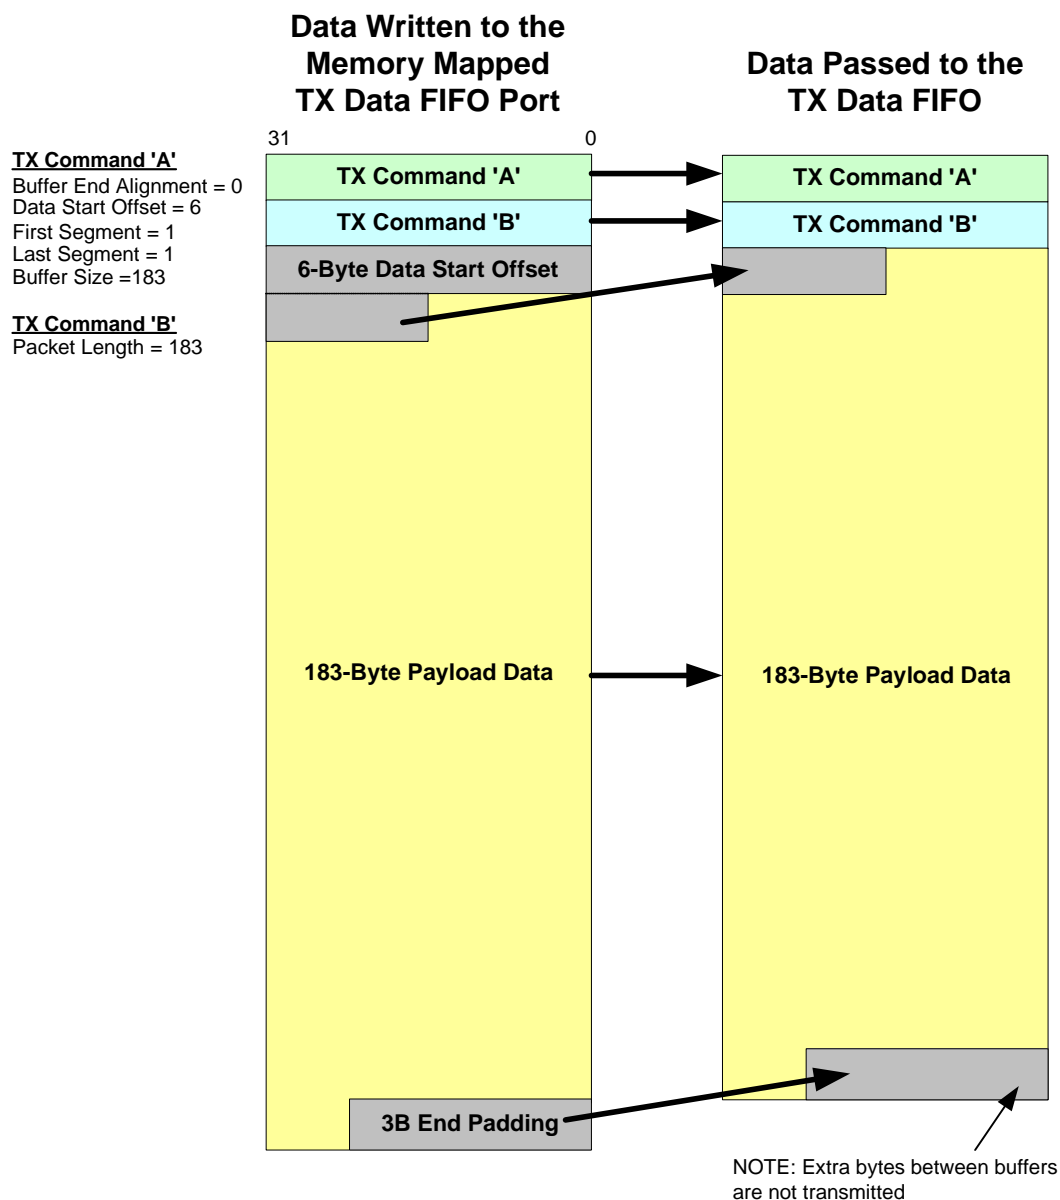 Data Written to the
Memory Mapped
TX Data FIFO Port
Data Passed to the
TX Data FIFO
31
0
TX Command 'A'
Buffer End Alignment = 0
Data Start Offset = 6
First Segment = 1
Last Segment = 1
Buffer Size =183
TX Command 'B'
Packet Length = 183
TX Command 'A'
TX Command 'B'
6-Byte Data Start Offset
183-Byte Payload Data
3B End Padding
TX Command 'A'
TX Command 'B'
183-Byte Payload Data
NOTE: Extra bytes between buffers
are not transmitted